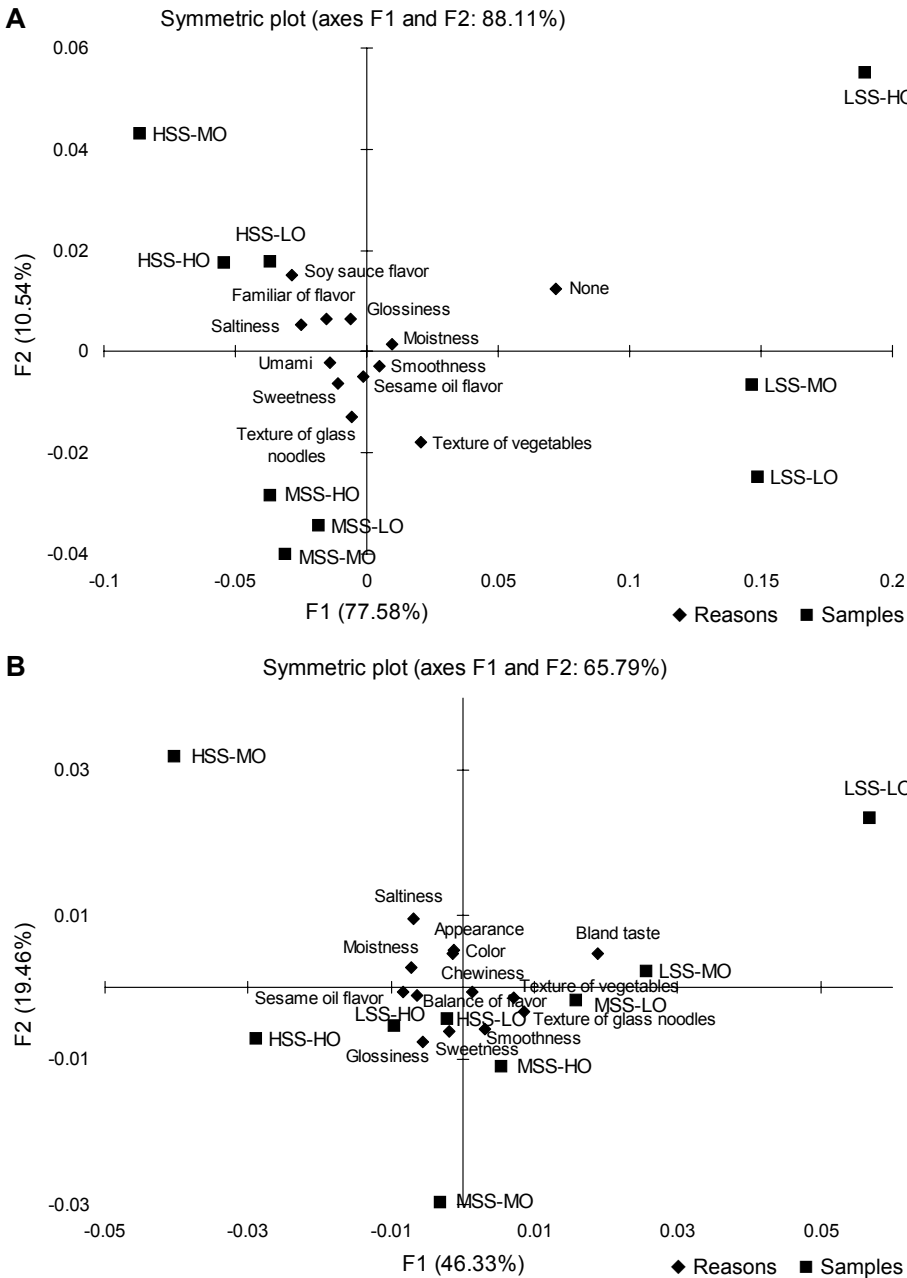 A
Symmetric plot (axes F1 and F2: 88.11%)
0.06
LSS-HO
HSS-MO
0.04
HSS-LO
0.02
HSS-HO
Soy sauce flavor
None
Familiar of flavor
Glossiness
Saltiness
Moistness
0
F2 (10.54%)
Umami
Smoothness
Sesame oil flavor
LSS-MO
Sweetness
Texture of glass
noodles
Texture of vegetables
-0.02
LSS-LO
MSS-HO
MSS-LO
-0.04
MSS-MO
-0.1 -0.05 0 0.05 0.1 0.15 0.2
F1 (77.58%)
Reasons Samples
B
Symmetric plot (axes F1 and F2: 65.79%)
0.03
HSS-MO
LSS-LO
Saltiness
0.01
Appearance
Bland taste
Moistness
Color
Chewiness
LSS-MO
F2 (19.46%)
Texture of vegetables
Sesame oil flavor
Balance of flavor
MSS-LO
LSS-HO
HSS-LO
Texture of glass noodles
HSS-HO
Smoothness
Glossiness
Sweetness
-0.01
MSS-HO
-0.03
MSS-MO
-0.05 -0.03 -0.01 0.01 0.03 0.05
F1 (46.33%)
Reasons Samples